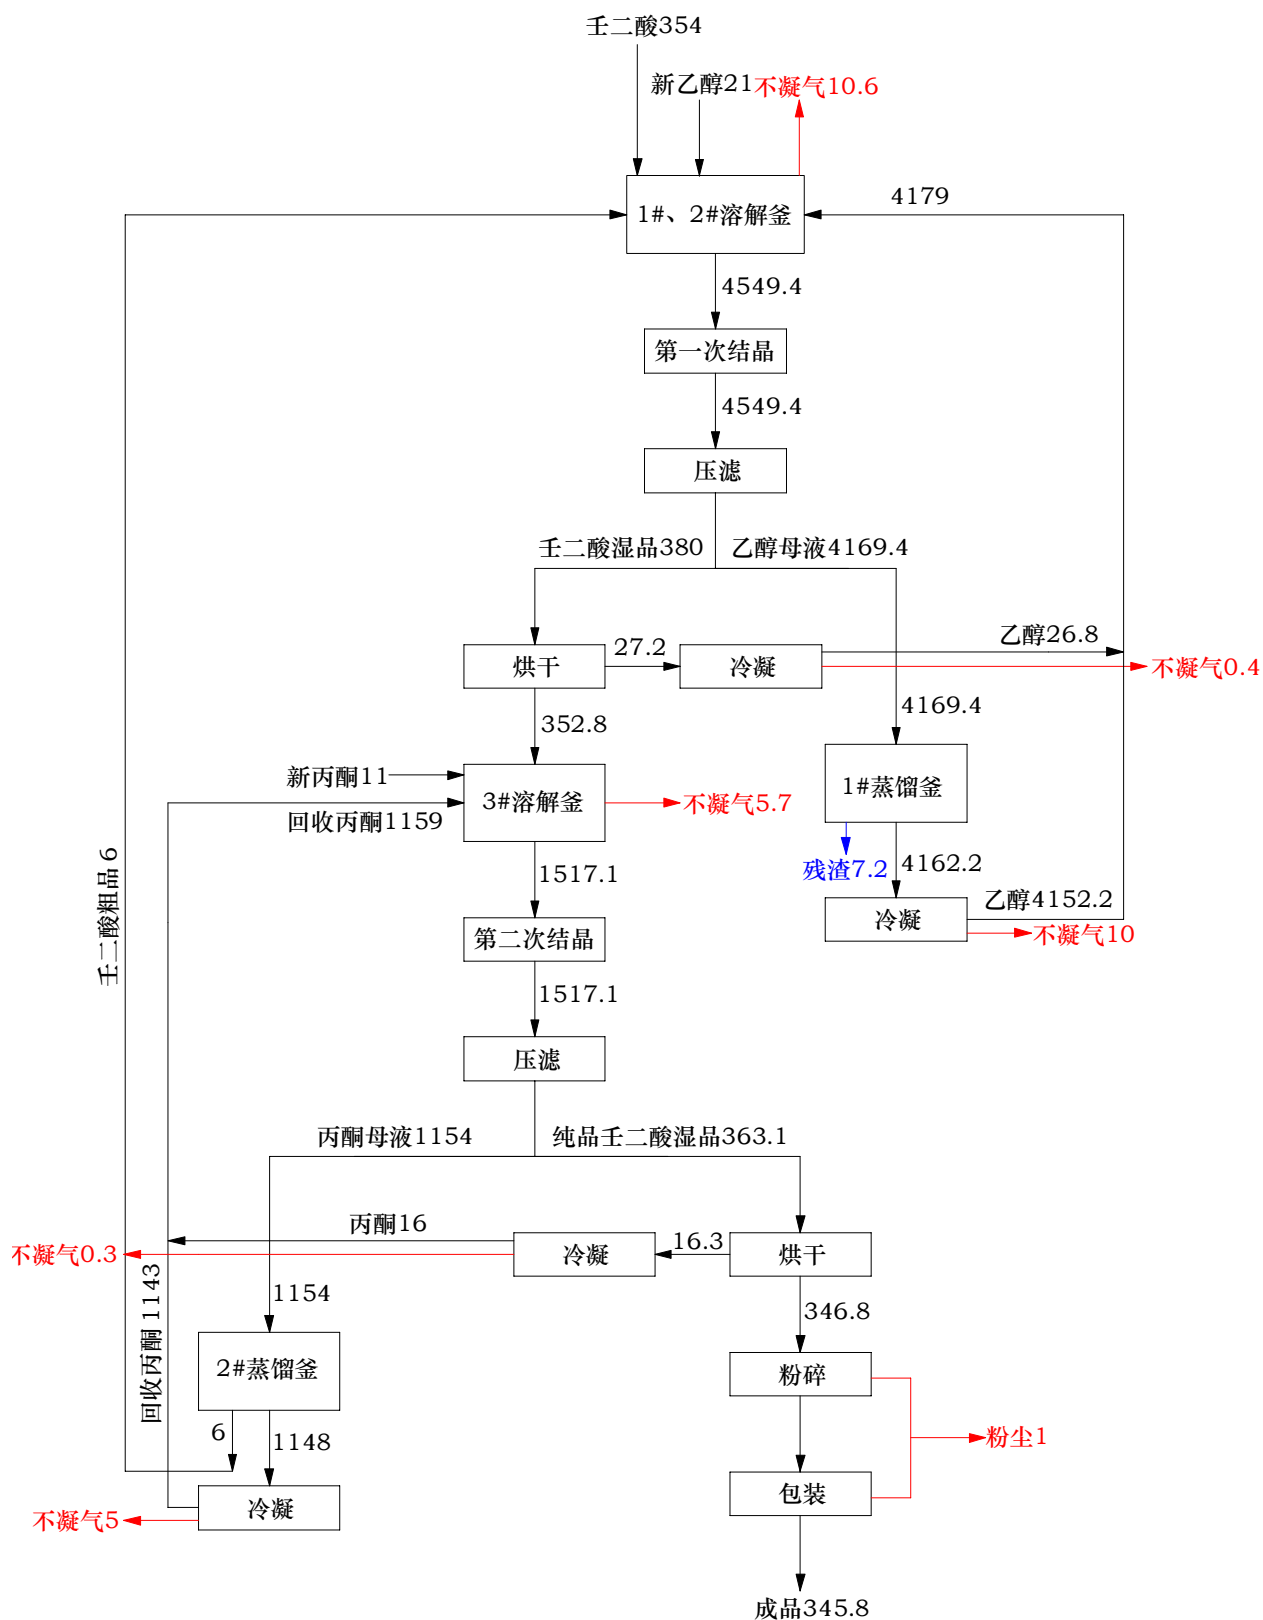 壬二酸354
新乙醇21
不凝气10.6
1#、2#溶解釜
4179
4549.4
第一次结晶
4549.4
压滤
壬二酸湿品380
乙醇母液4169.4
烘干
27.2
冷凝
乙醇26.8
不凝气0.4
352.8
4169.4
新丙酮11
3#溶解釜
不凝气5.7
回收丙酮1159
1#蒸馏釜
残渣7.2
4162.2
1517.1
冷凝
乙醇4152.2
不凝气10
壬二酸粗品 6
第二次结晶
1517.1
压滤
丙酮母液1154
纯品壬二酸湿品363.1
丙酮16
不凝气0.3
冷凝
16.3
烘干
回收丙酮 1143
1154
346.8
2#蒸馏釜
粉碎
6
1148
粉尘1
冷凝
包装
不凝气5
成品345.8